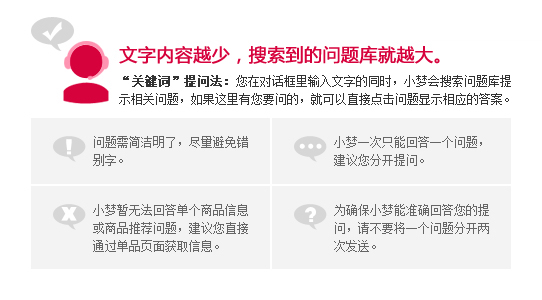 文字内容越少，搜索到的问题库就越大。
“关键词”提问法：您在对话框里输入文字的同时，小梦会搜索问题库提
示相关问题，如果这里有您要问的，就可以直接点击问题显示相应的答案。
问题需简洁明了，尽量避免错
别字。
小梦一次只能回答一个问题，
建议您分开提问。
小梦暂无法回答单个商品信息
或商品推荐问题，建议您直接
通过单品页面获取信息。
为确保小梦能准确回答您的提
问，请不要将一个问题分开两
次发送。